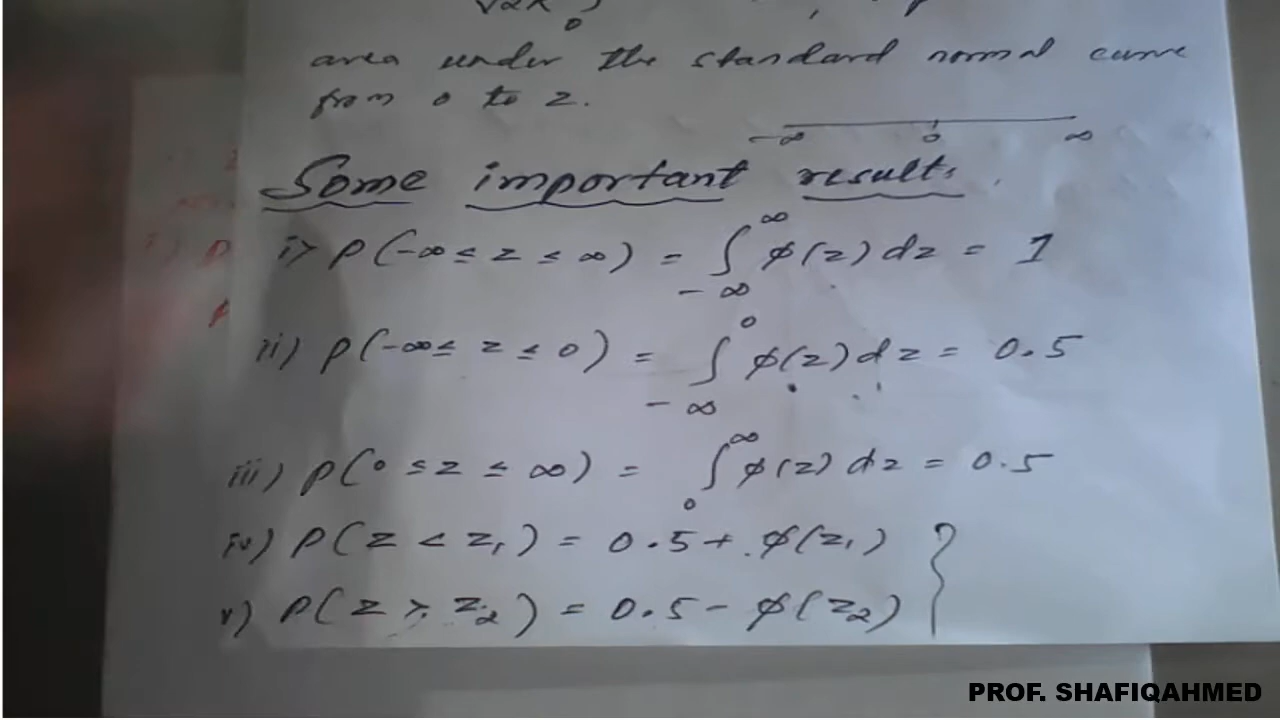 area under the standard normal curve
from 0 to z.
-∞ 0 ∞
Some important results
i) P(-∞ ≤ z ≤ ∞) = ∫_{-∞}^{∞} φ(z) dz = 1
ii) P(-∞ ≤ z ≤ 0) = ∫_{-∞}^{0} φ(z) dz = 0.5
iii) P(0 ≤ z ≤ ∞) = ∫_{0}^{∞} φ(z) dz = 0.5
iv) P(z < z₁) = 0.5 + φ(z₁)
v) P(z > z₂) = 0.5 - φ(z₂)
PROF. SHAFIQAHMED